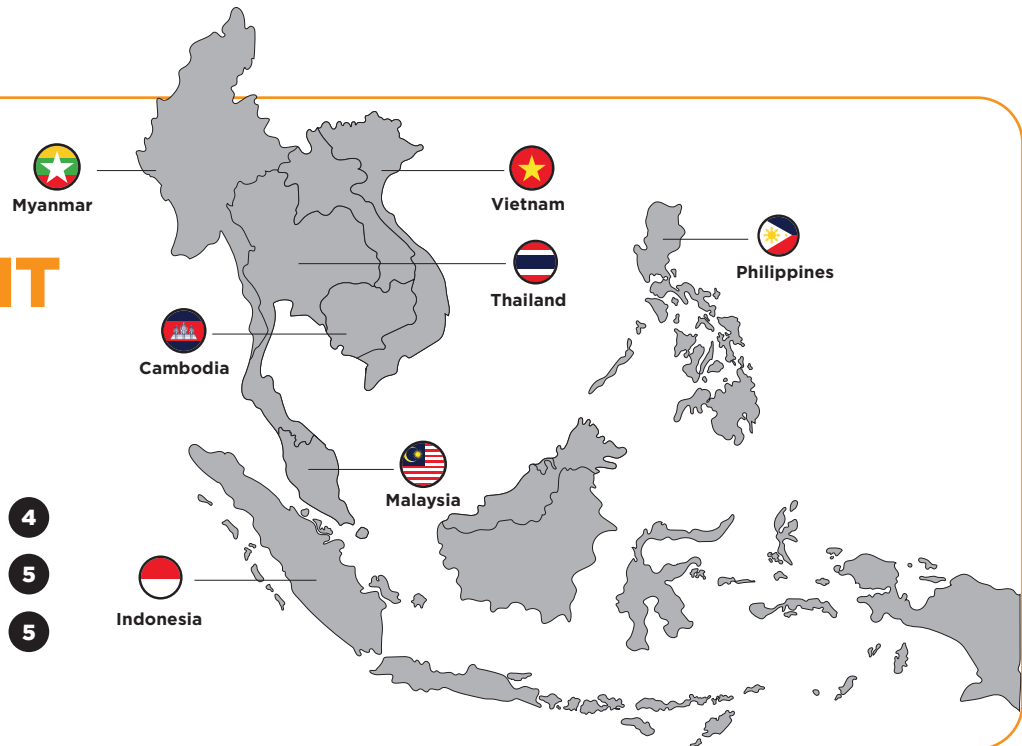 Myanmar
Vietnam
IT
Philippines
Thailand
Cambodia
Malaysia
4
5
Indonesia
5